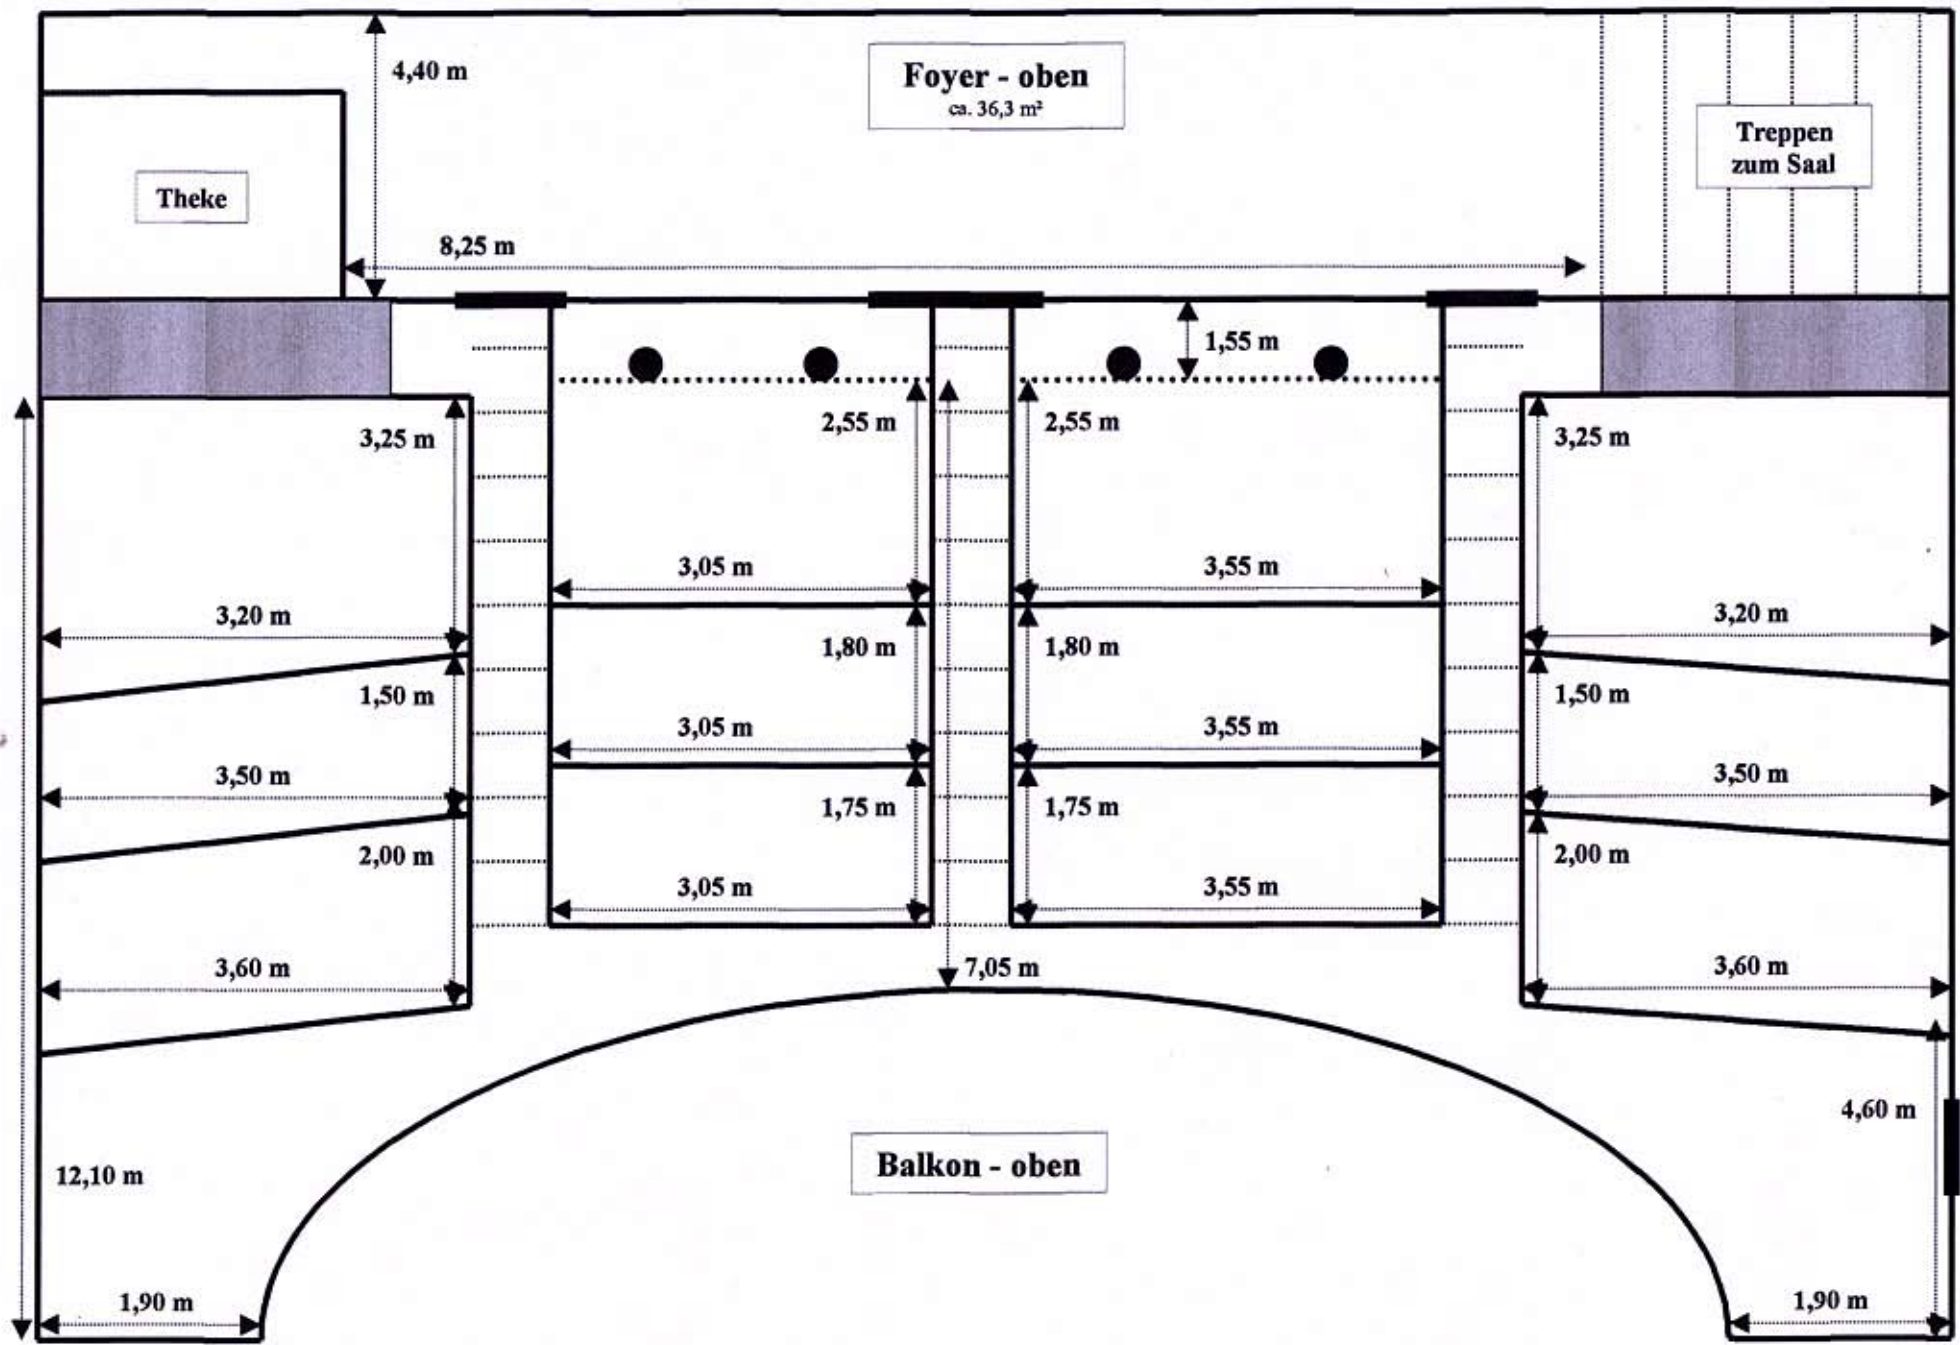 4,40 m
Foyer - oben
ca. 36,3 m²
Treppen
zum Saal
Theke
8,25 m
1,55 m
3,25 m
2,55 m
2,55 m
3,25 m
3,05 m
3,55 m
3,20 m
3,20 m
1,80 m
1,80 m
1,50 m
1,50 m
3,05 m
3,55 m
3,50 m
3,50 m
1,75 m
1,75 m
2,00 m
2,00 m
3,05 m
3,55 m
3,60 m
7,05 m
3,60 m
4,60 m
Balkon - oben
12,10 m
1,90 m
1,90 m